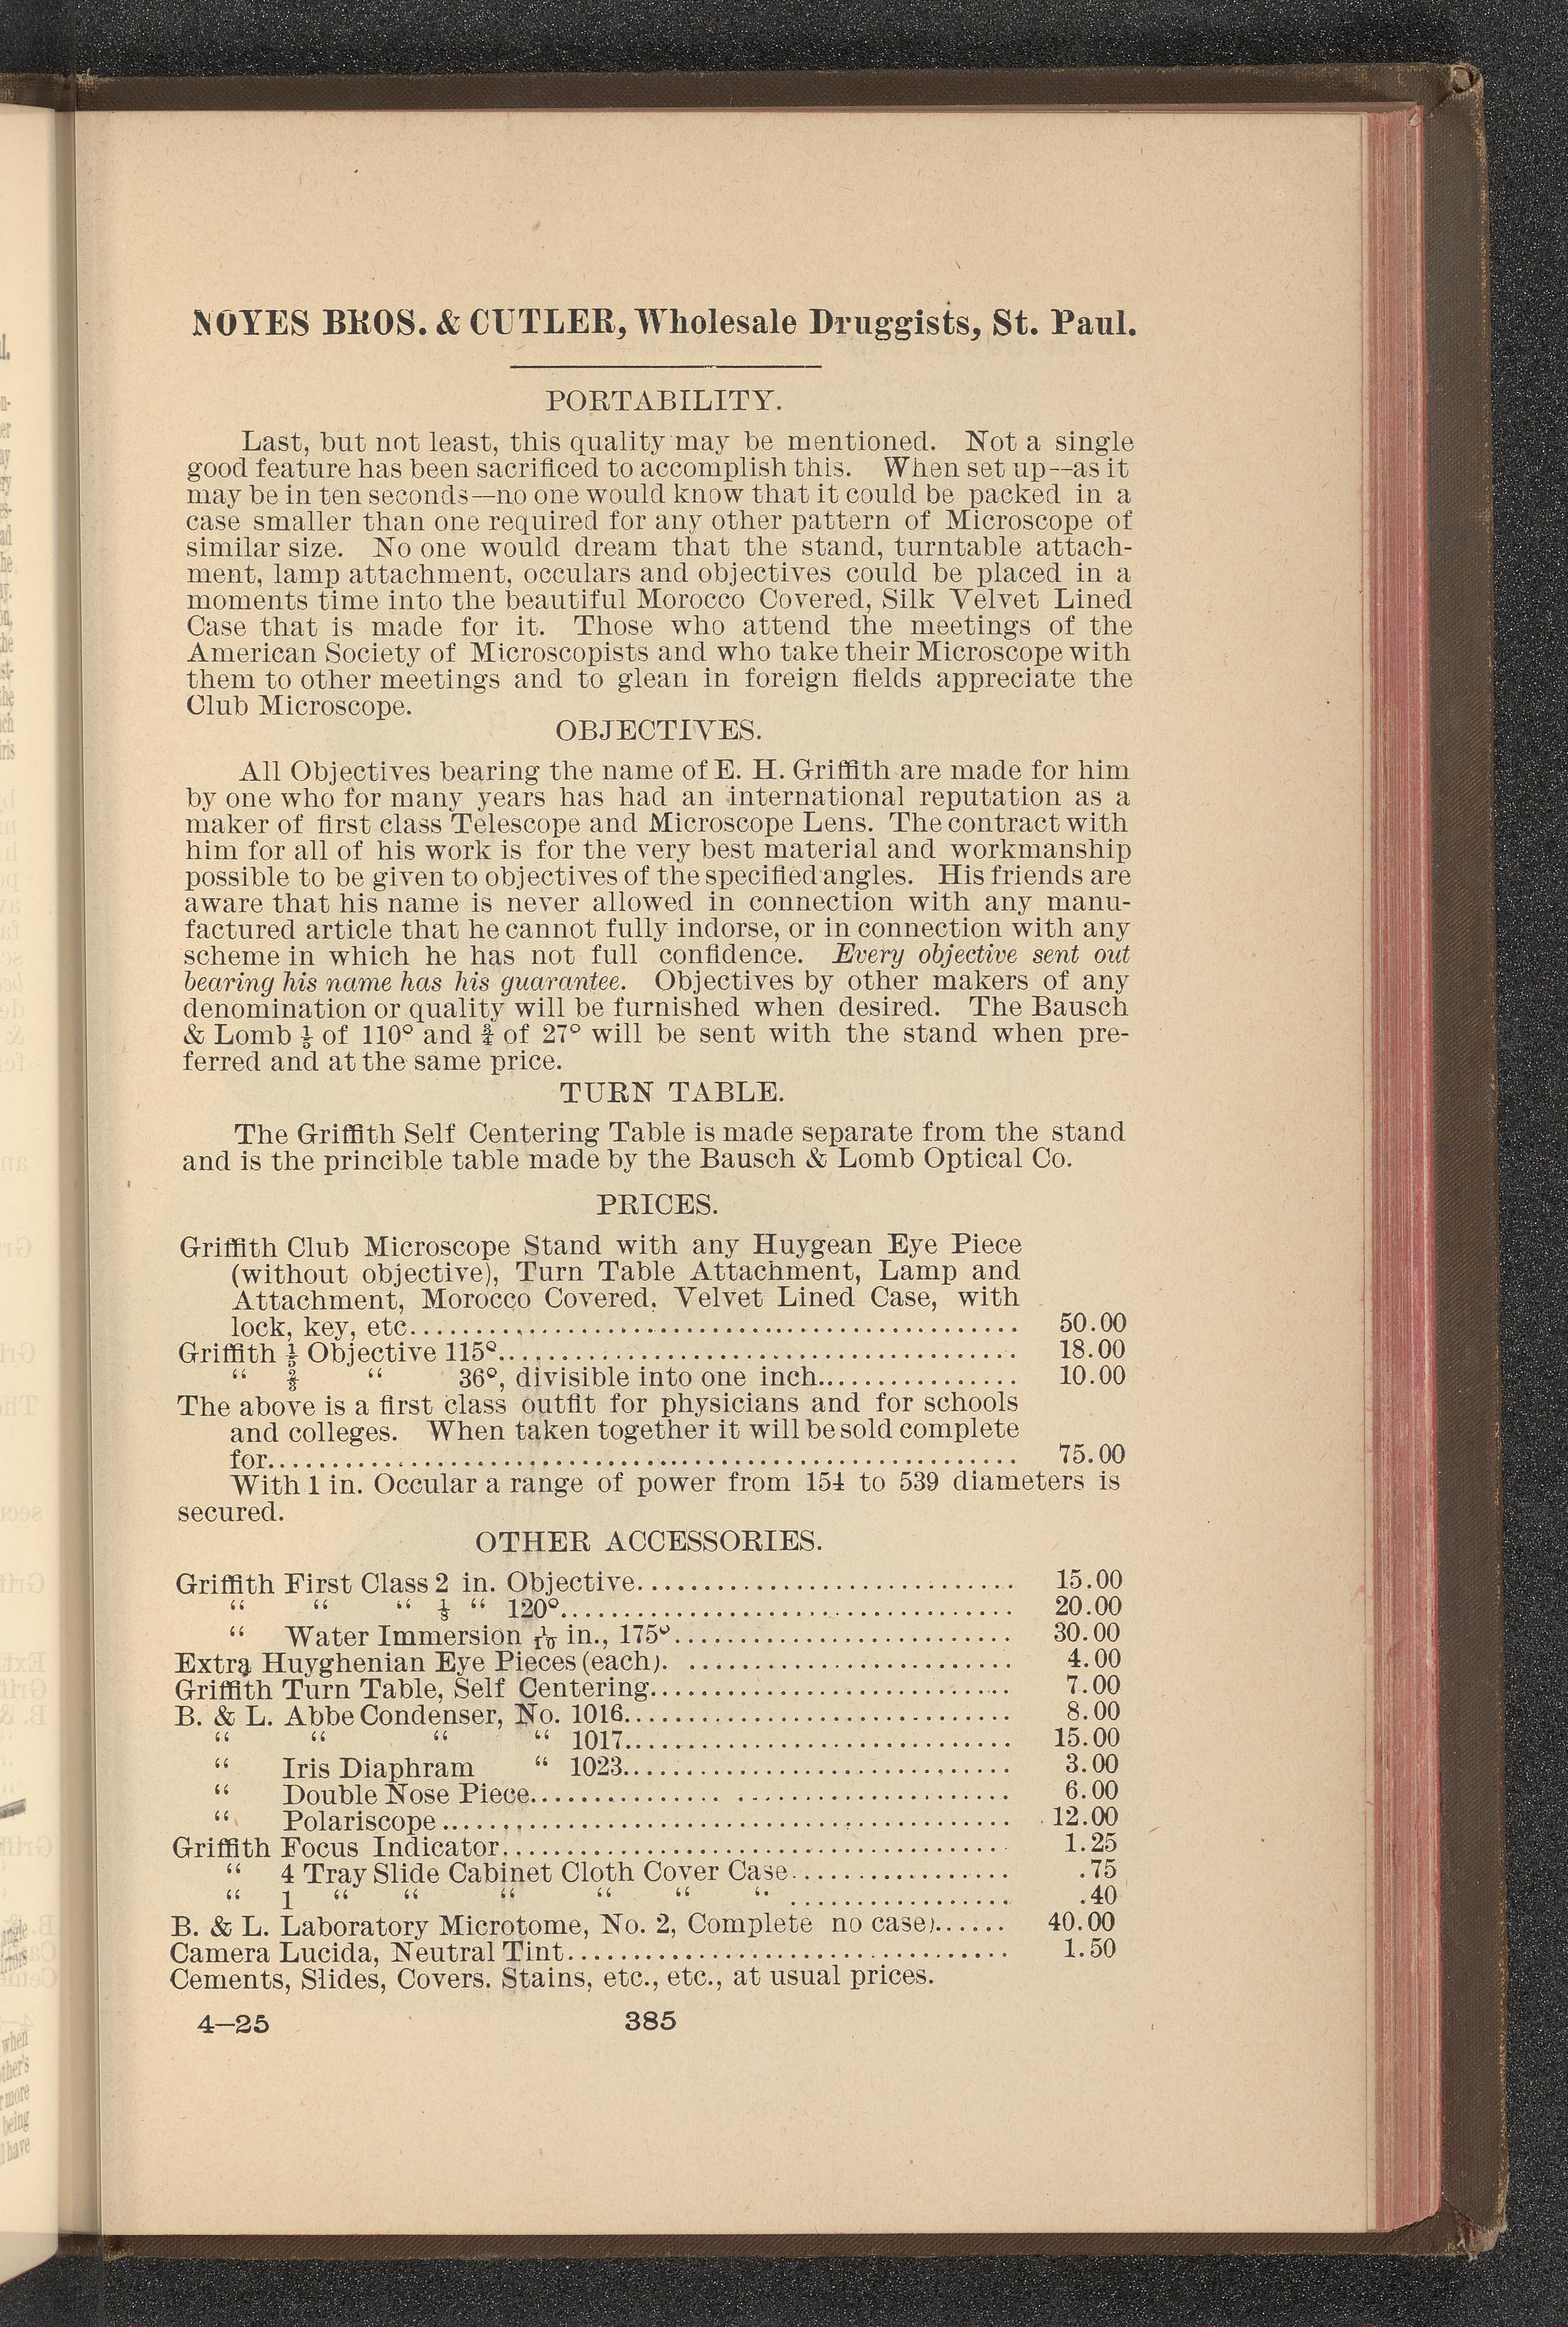 NOYES BROS. & CUTLER, Wholesale Druggists, St. Paul.
PORTABILITY.
Last, but not least, this quality may be mentioned. Not a single
good feature has been sacrificed to accomplish this. When set up--as it
may be in ten seconds--no one would know that it could be packed in a
case smaller than one required for any other pattern of Microscope of
similar size. No one would dream that the stand, turntable attach-
ment, lamp attachment, occulars and objectives could be placed in a
moments time into the beautiful Morocco Covered, Silk Velvet Lined
Case that is made for it. Those who attend the meetings of the
American Society of Microscopists and who take their Microscope with
them to other meetings and to glean in foreign fields appreciate the
Club Microscope.
OBJECTIVES.
All Objectives bearing the name of E. H. Griffith are made for him
by one who for many years has had an international reputation as a
maker of first class Telescope and Microscope Lens. The contract with
him for all of his work is for the very best material and workmanship
possible to be given to objectives of the specified angles. His friends are
aware that his name is never allowed in connection with any manu-
factured article that he cannot fully indorse, or in connection with any
scheme in which he has not full confidence. Every objective sent out
bearing his name has his guarantee. Objectives by other makers of any
denomination or quality will be furnished when desired. The Bausch
& Lomb ⅕ of 110° and ¾ of 27° will be sent with the stand when pre-
ferred and at the same price.
TURN TABLE.
The Griffith Self Centering Table is made separate from the stand
and is the princible table made by the Bausch & Lomb Optical Co.
PRICES.
Griffith Club Microscope Stand with any Huygean Eye Piece
(without objective), Turn Table Attachment, Lamp and
Attachment, Morocco Covered, Velvet Lined Case, with
lock, key, etc........ 50.00
Griffith ⅕ Objective 115°........ 18.00
" ⅔ " 36°, divisible into one inch........ 10.00
The above is a first class outfit for physicians and for schools
and colleges. When taken together it will be sold complete
for........ 75.00
With 1 in. Occular a range of power from 154 to 539 diameters is
secured.
OTHER ACCESSORIES.
Griffith First Class 2 in. Objective........ 15.00
" " " " 120°........ 20.00
" Water Immersion 1/10 in., 175°........ 30.00
Extra Huyghenian Eye Pieces (each). ........ 4.00
Griffith Turn Table, Self Centering........ 7.00
B. & L. Abbe Condenser, No. 1016........ 8.00
" " " " 1017........ 15.00
" Iris Diaphram " 1023........ 3.00
" Double Nose Piece........ 6.00
" Polariscope........ 12.00
Griffith Focus Indicator........ 1.25
" 4 Tray Slide Cabinet Cloth Cover Case........ .75
" 1 " " " " " " ........ .40
B. & L. Laboratory Microtome, No. 2, Complete no case)...... 40.00
Camera Lucida, Neutral Tint........ 1.50
Cements, Slides, Covers. Stains, etc., etc., at usual prices.
4-25 385